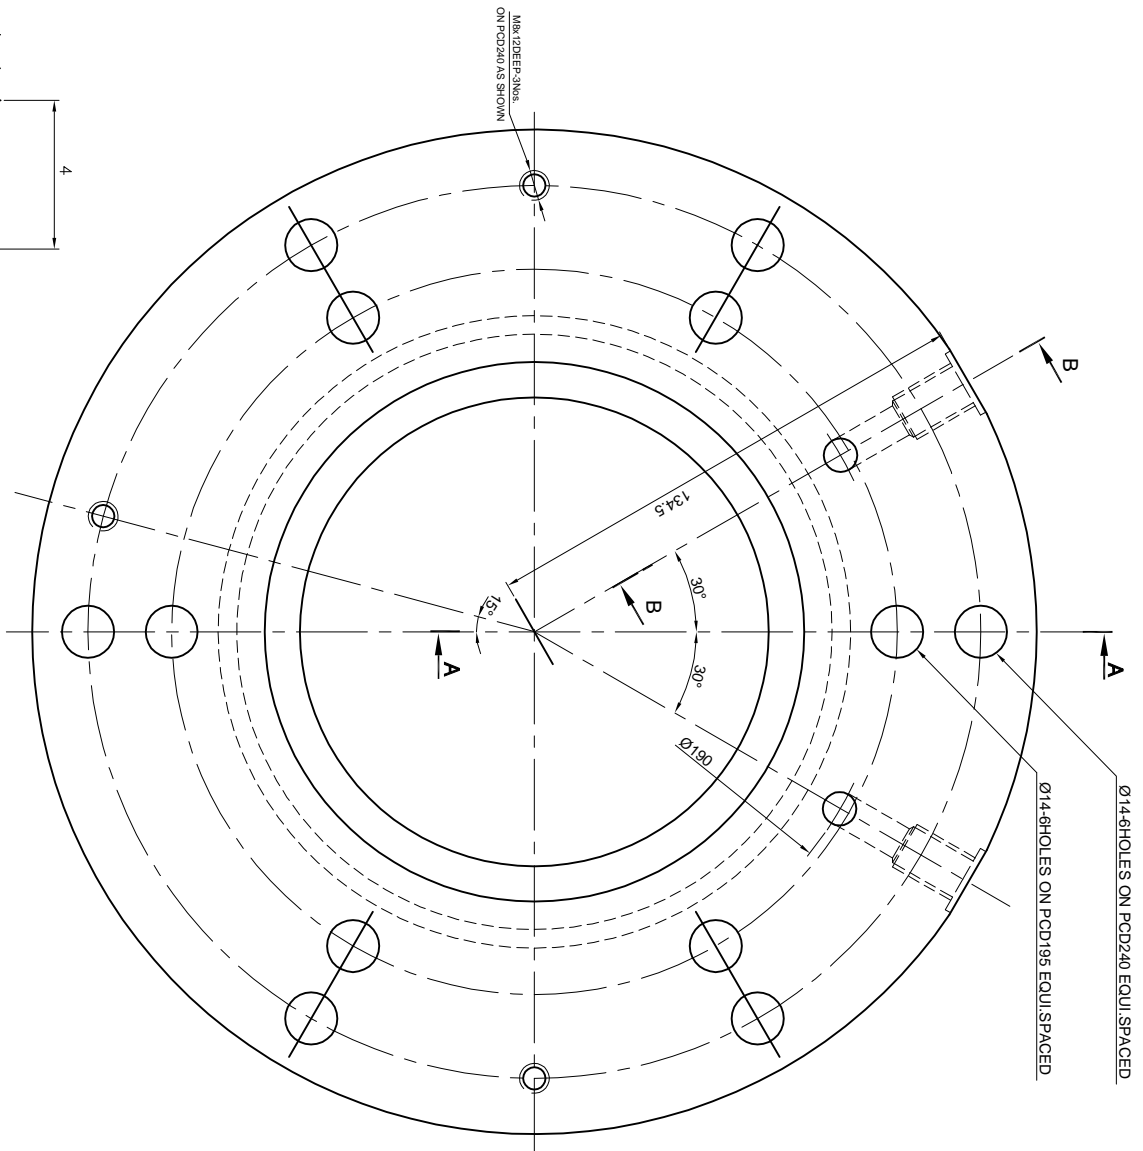 M8x12DEEP-3Nos.
ON PCD240 AS SHOWN
4
B
134.5
30°
B
15°
A
A
30°
Ø190
Ø14-6HOLES ON PCD240 EQUI.SPACED
Ø14-6HOLES ON PCD195 EQUI.SPACED